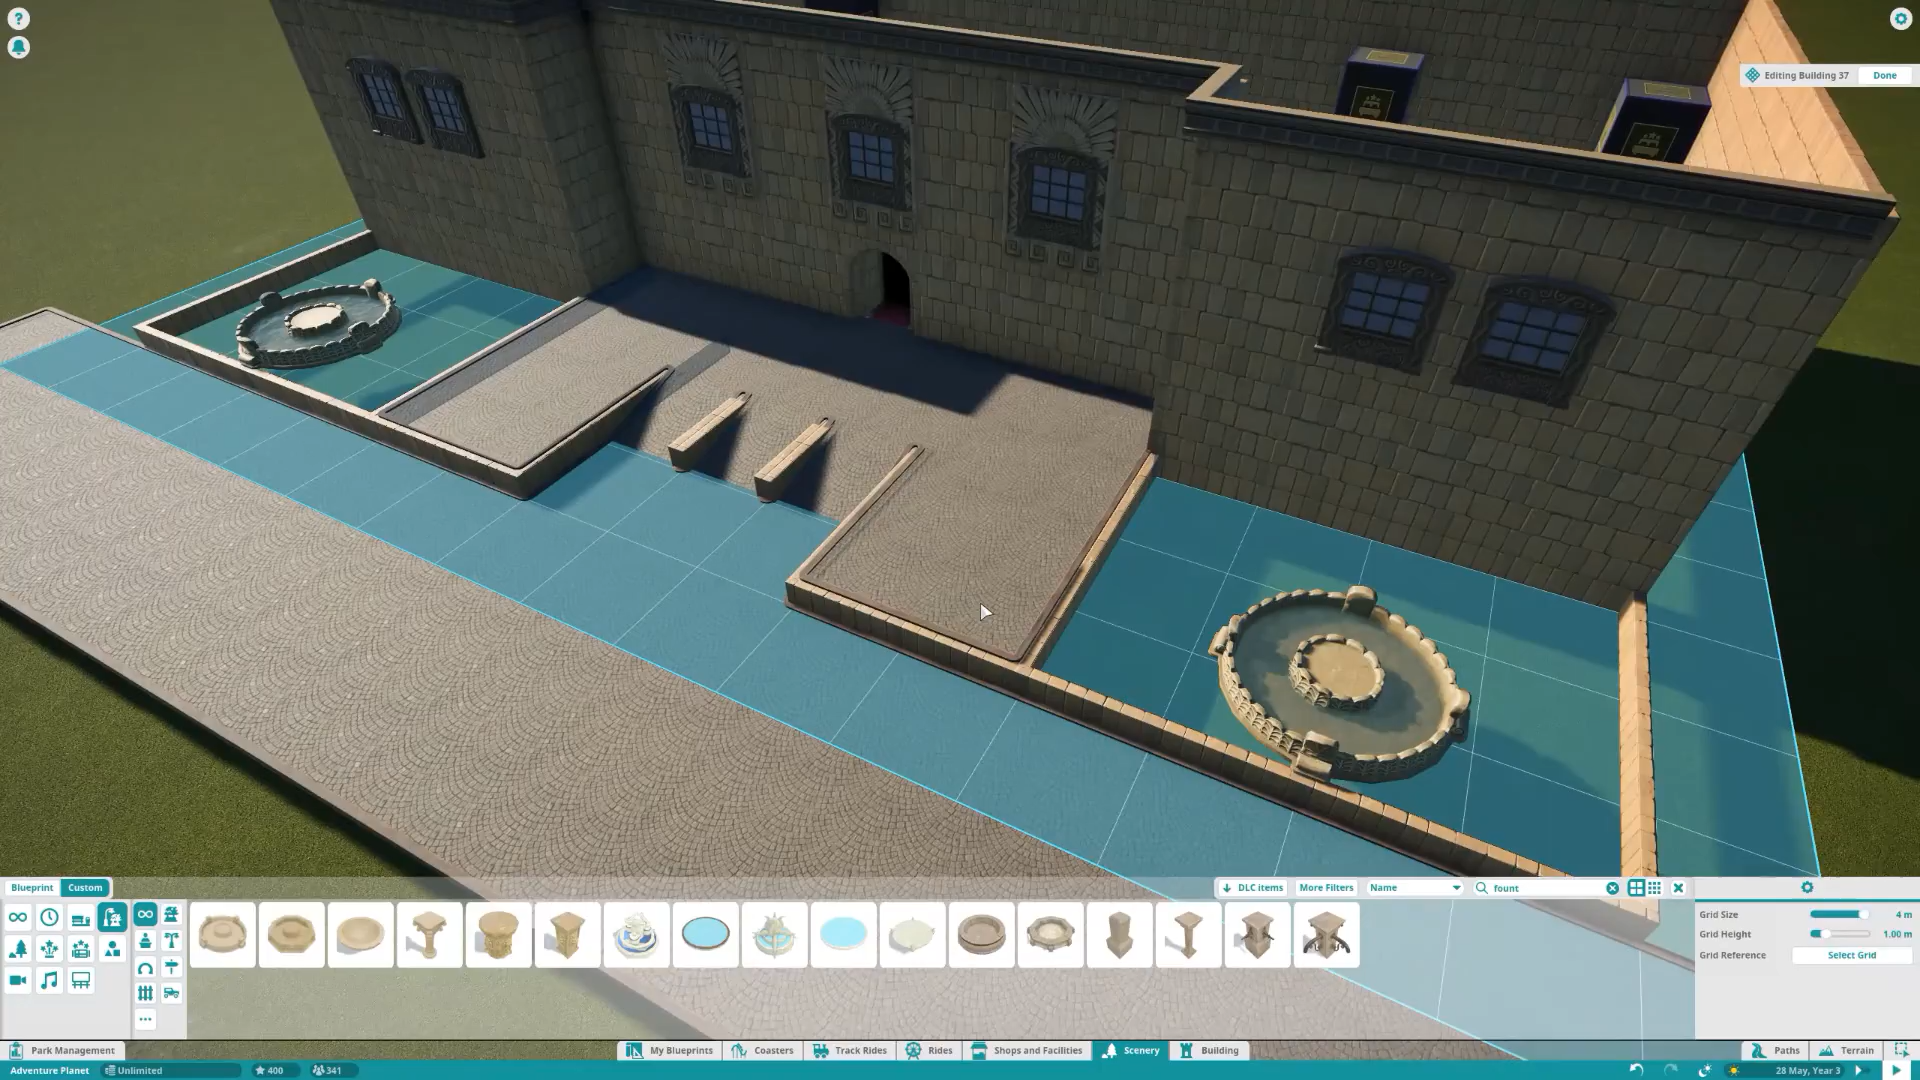 ?
Editing Building 37 Done
Blueprint Custom
DLC items More Filters Name fount
Grid Size 4 m
Grid Height 1.00 m
Grid Reference Select Grid
Park Management My Blueprints Coasters Track Rides Rides Shops and Facilities Scenery Building Paths Terrain
Adventure Planet Unlimited 400 341 28 May, Year 3